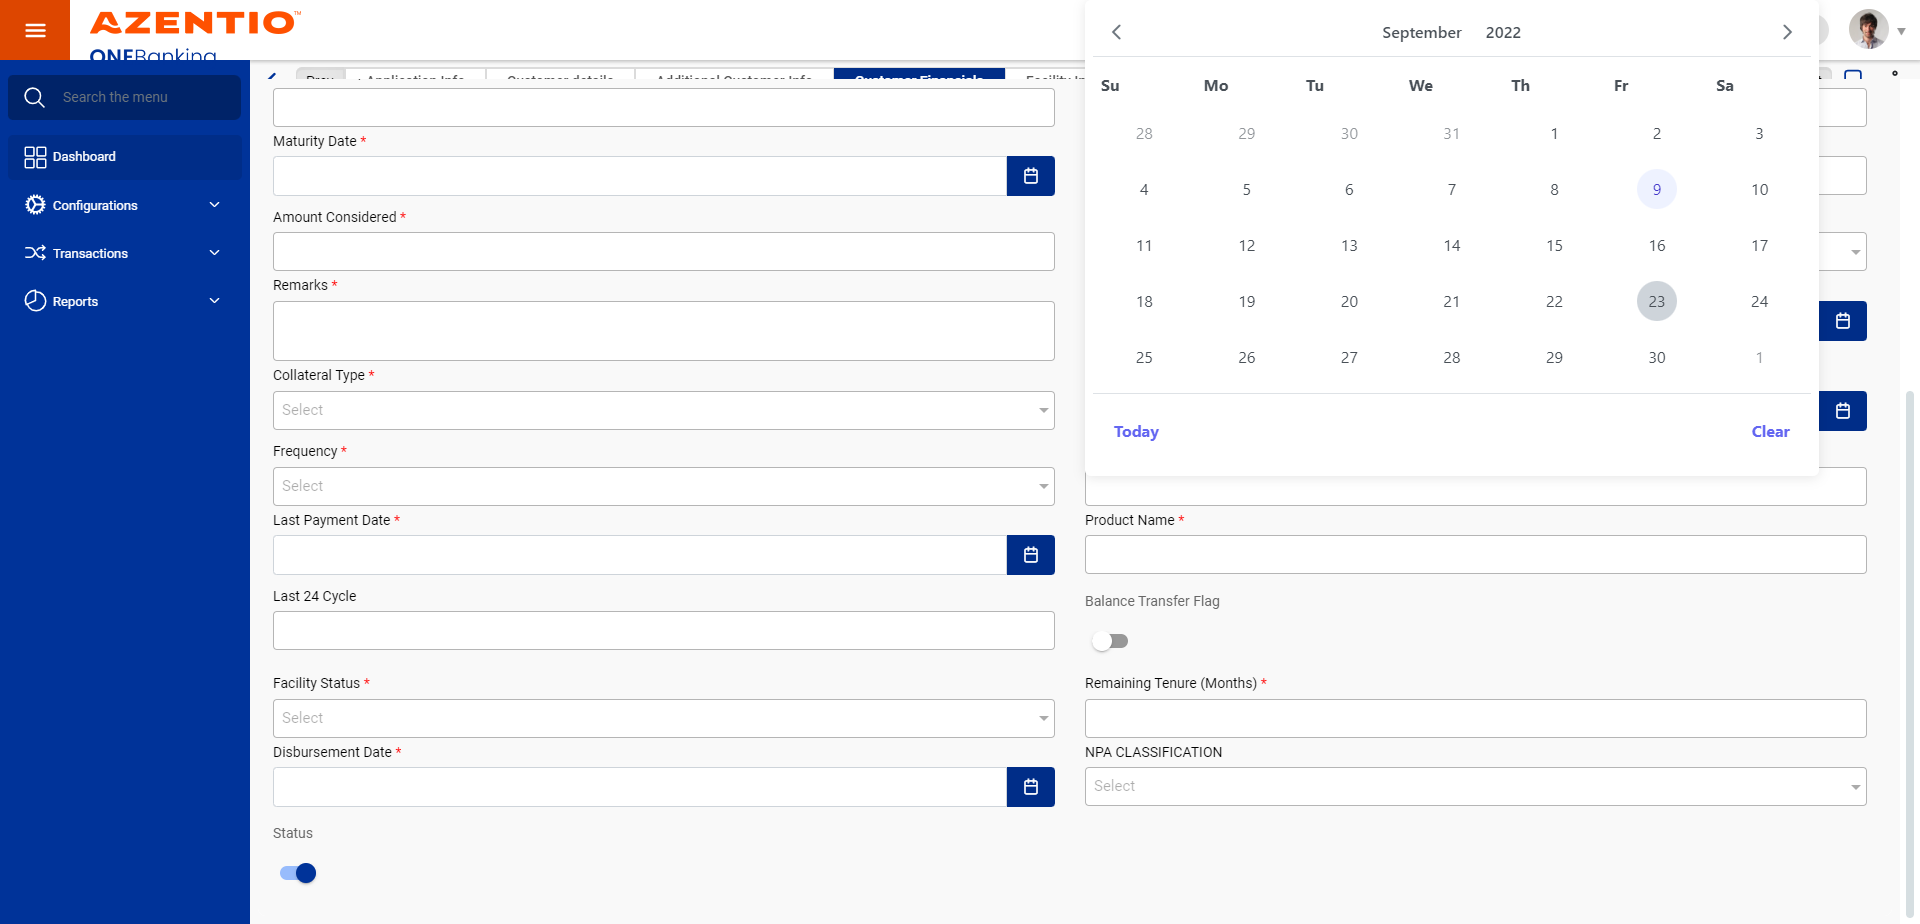 AZENTIO™
ONEBanking
Search the menu
Dashboard
Configurations
Transactions
Reports
Prev
Application Info
Customer details
Additional Customer Info
Customer Financials
Maturity Date *
Amount Considered *
Remarks *
Collateral Type *
Select
Frequency *
Select
Last Payment Date *
Last 24 Cycle
Facility Status *
Select
Disbursement Date *
Status
September 2022
Su Mo Tu We Th Fr Sa
28 29 30 31 1 2 3
4 5 6 7 8 9 10
11 12 13 14 15 16 17
18 19 20 21 22 23 24
25 26 27 28 29 30 1
Today Clear
Product Name *
Balance Transfer Flag
Remaining Tenure (Months) *
NPA CLASSIFICATION
Select